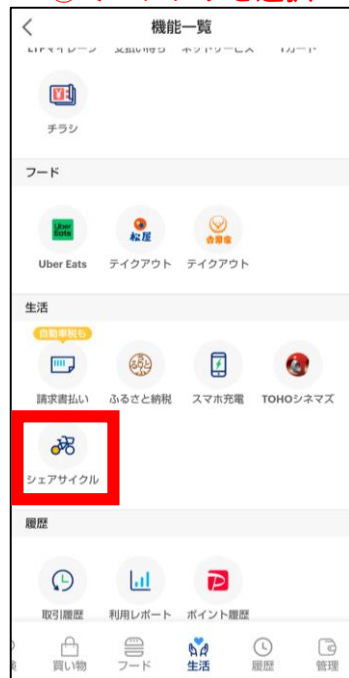 機能一覧
チラシ
フード
Uber Eats
Uber Eats テイクアウト テイクアウト
松屋
吉野家
生活
自動車税も
請求書払い ふるさと納税 スマホ充電 TOHOシネマズ
シェアサイクル
履歴
取引履歴 利用レポート ポイント履歴
買い物 フード 生活 履歴 管理